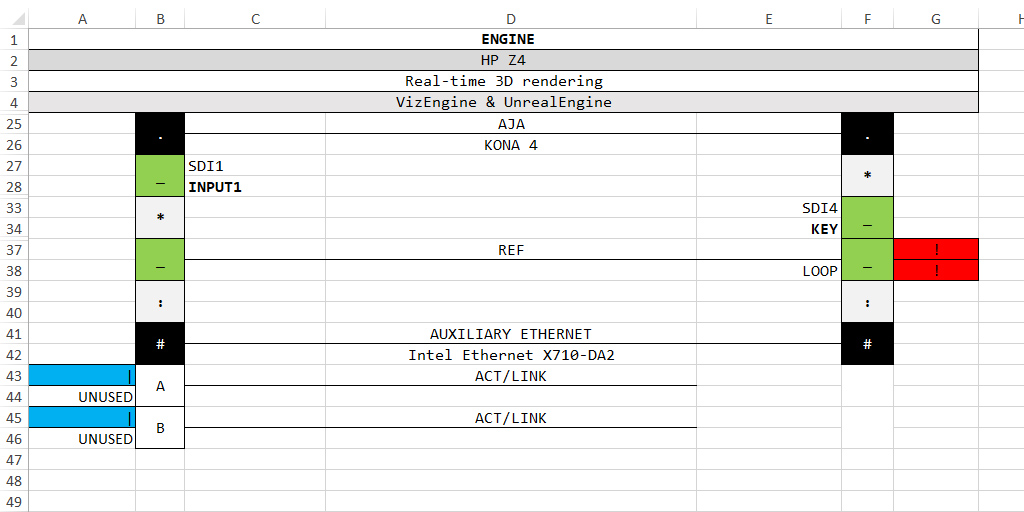 A B C D E F G H
1 ENGINE
2 HP Z4
3 Real-time 3D rendering
4 VizEngine & UnrealEngine
25 . AJA .
26 KONA 4
27 SDI1
28 _ INPUT1 *
33 SDI4
34 * KEY _
37 REF !
38 _ LOOP _ !
39
40 : :
41 AUXILIARY ETHERNET
42 # Intel Ethernet X710-DA2 #
43 | A ACT/LINK
44 UNUSED
45 | B ACT/LINK
46 UNUSED
47
48
49